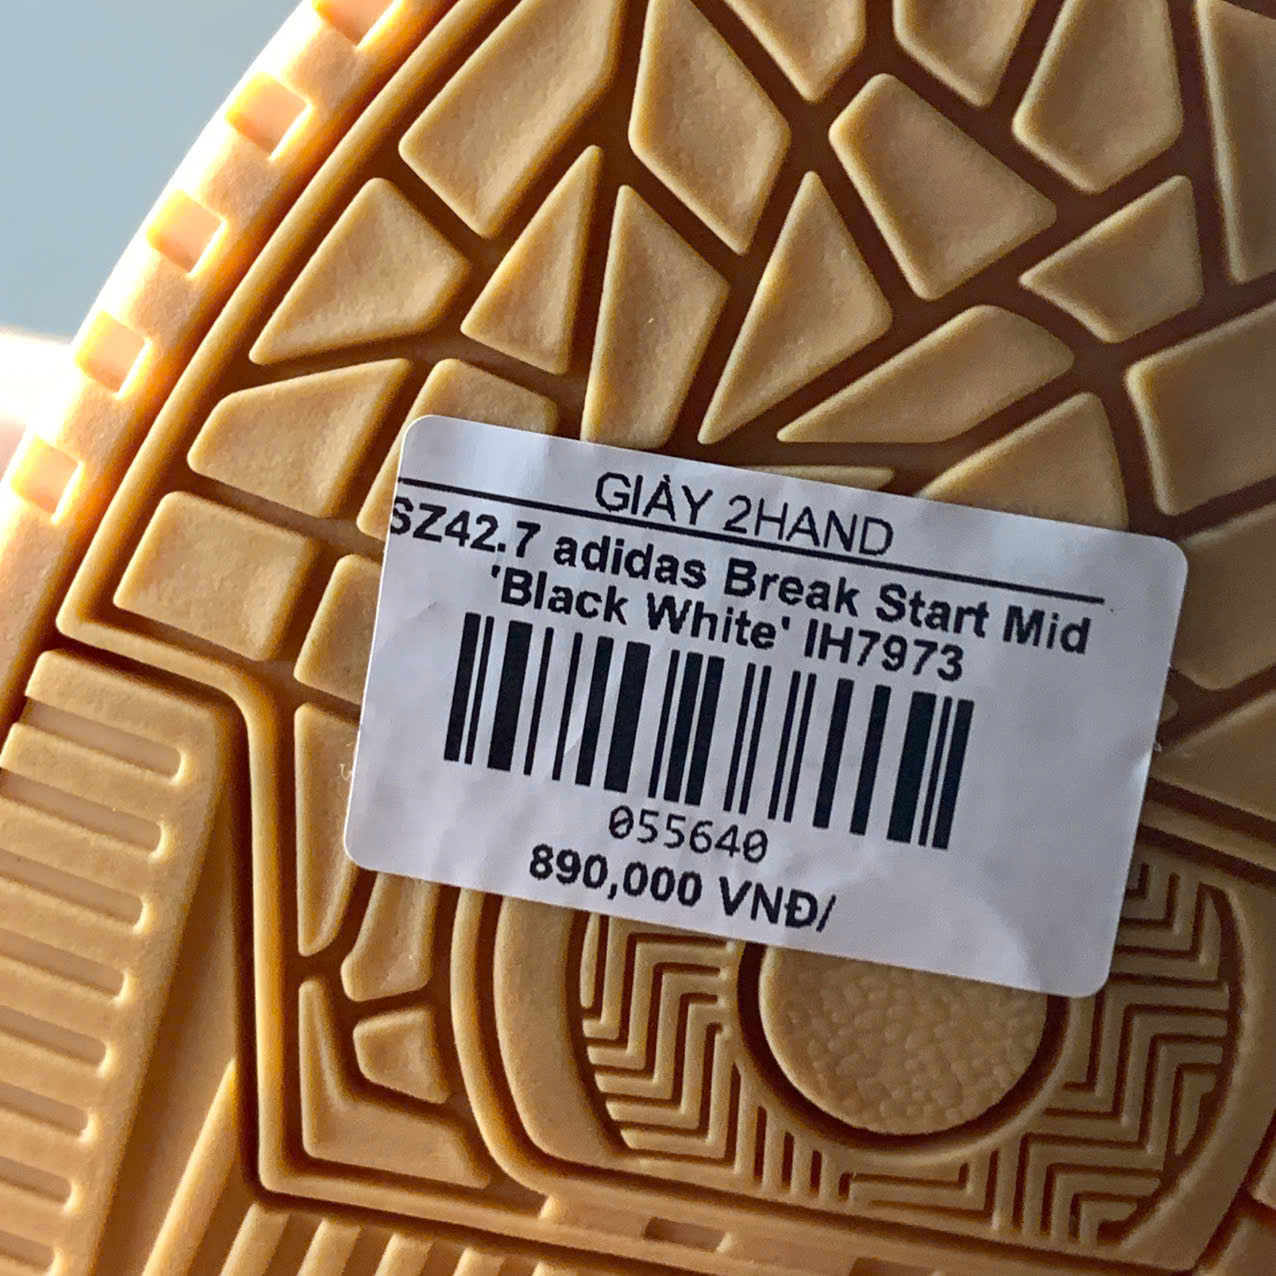 GIÀY 2HAND
SZ42.7 adidas Break Start Mid
'Black White' IH7973
055640
890,000 VNĐ/